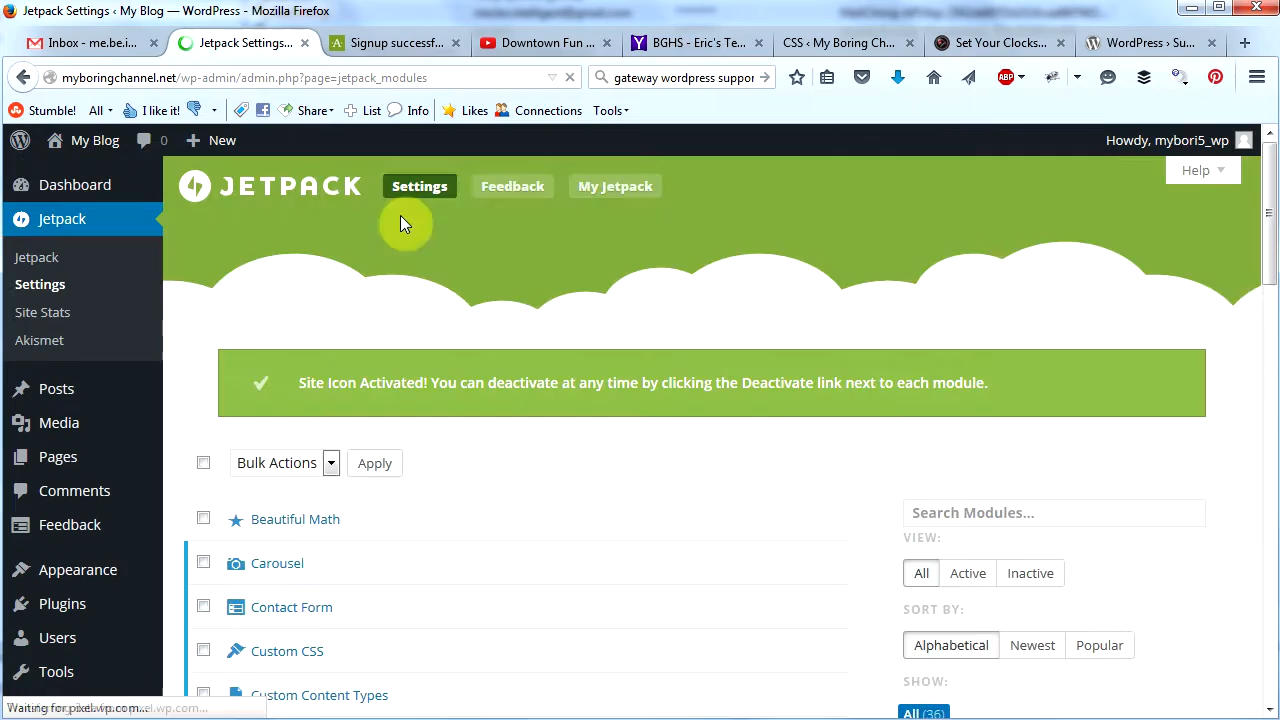 Jetpack Settings ‹ My Blog — WordPress - Mozilla Firefox
Inbox - me.be.i... ×
Jetpack Settings... ×
Signup successf... ×
Downtown Fun ... ×
BGHS - Eric's Te... ×
CSS ‹ My Boring Ch... ×
Set Your Clocks... ×
WordPress › Su... ×
myboringchannel.net/wp-admin/admin.php?page=jetpack_modules
gateway wordpress suppor
ABP
Stumble! All I like it! Share List Info Likes Connections Tools
My Blog 0 New
Howdy, mybori5_wp
JETPACK Settings Feedback My Jetpack
Help
Dashboard
Jetpack
Jetpack
Settings
Site Stats
Akismet
Posts
Media
Pages
Comments
Feedback
Appearance
Plugins
Users
Tools
Site Icon Activated! You can deactivate at any time by clicking the Deactivate link next to each module.
Bulk Actions Apply
Beautiful Math
Carousel
Contact Form
Custom CSS
Custom Content Types
Search Modules...
VIEW:
All Active Inactive
SORT BY:
Alphabetical Newest Popular
SHOW:
All (36)
Waiting for pixel.wp.com...